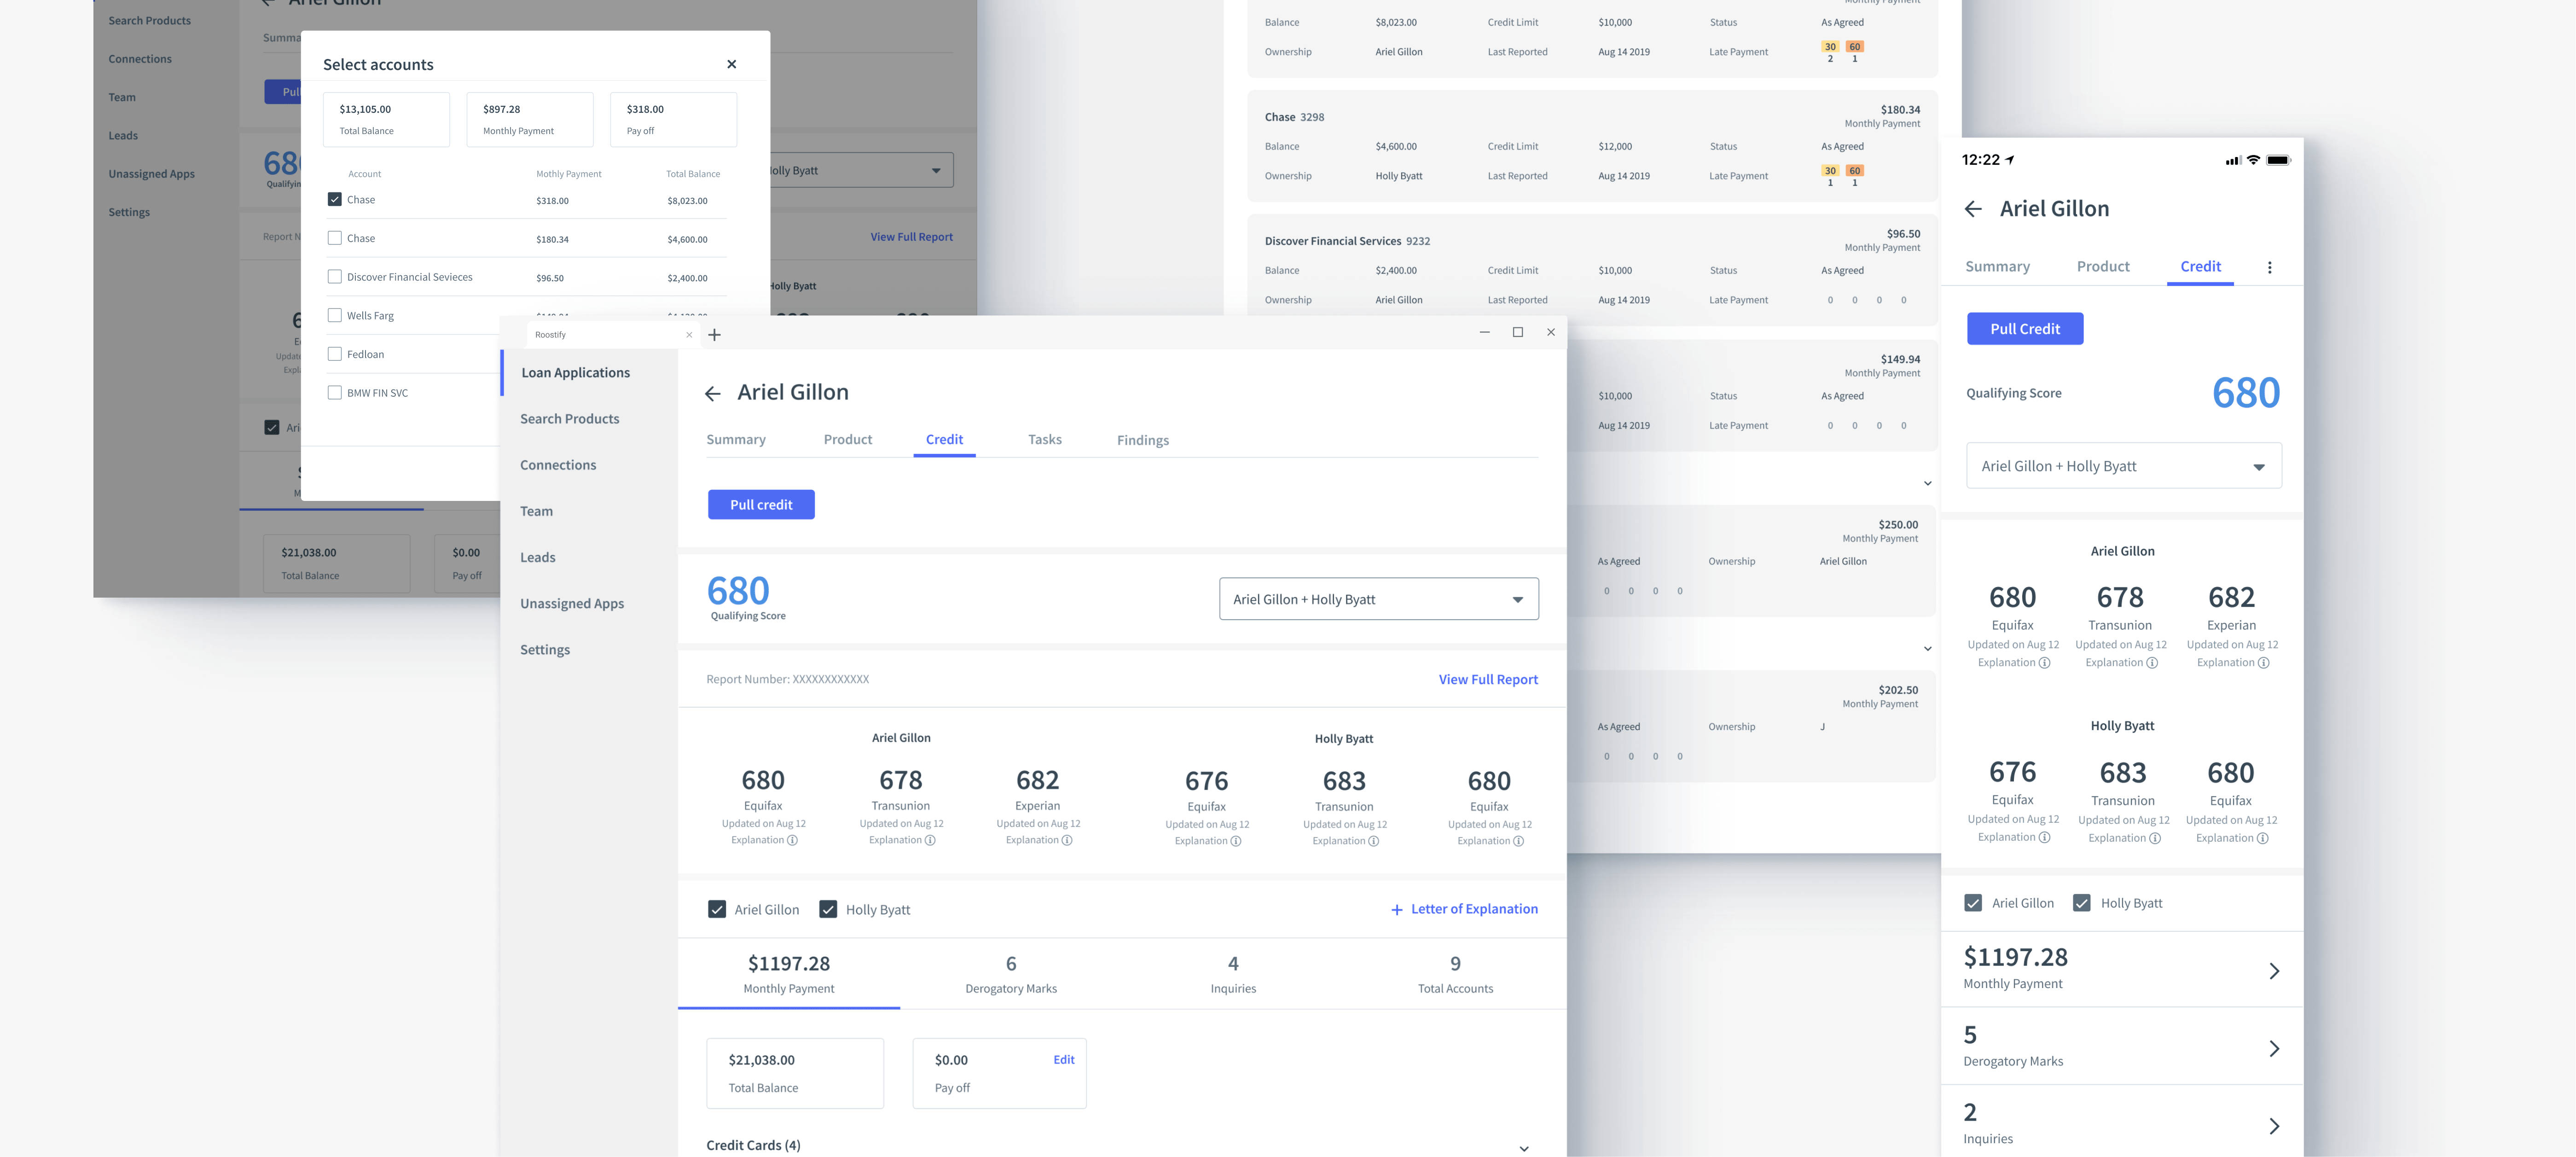 Ariel Gillon
Search Products
Connections
Team
Leads
Unassigned Apps
Settings
Select accounts
$13,105.00
Total Balance
$897.28
Monthly Payment
$318.00
Pay off
Account
Mothly Payment
Total Balance
Chase
$318.00
$8,023.00
Chase
$180.34
$4,600.00
Discover Financial Sevieces
$96.50
$2,400.00
Wells Farg
Fedloan
BMW FIN SVC
Holly Byatt
View Full Report
Holly Byatt
$21,038.00
Total Balance
$0.00
Pay off
Monthly Payment
Balance $8,023.00 Credit Limit $10,000 Status As Agreed
Ownership Ariel Gillon Last Reported Aug 14 2019 Late Payment 30 60
2 1
Chase 3298
$180.34
Monthly Payment
Balance $4,600.00 Credit Limit $12,000 Status As Agreed
Ownership Holly Byatt Last Reported Aug 14 2019 Late Payment 30 60
1 1
Discover Financial Services 9232
$96.50
Monthly Payment
Balance $2,400.00 Credit Limit $10,000 Status As Agreed
Ownership Ariel Gillon Last Reported Aug 14 2019 Late Payment 0 0 0 0
$149.94
Monthly Payment
$10,000 Status As Agreed
Aug 14 2019 Late Payment 0 0 0 0
$250.00
Monthly Payment
As Agreed Ownership Ariel Gillon
0 0 0 0
$202.50
Monthly Payment
As Agreed Ownership J
0 0 0 0
Roostify
Loan Applications
Search Products
Connections
Team
Leads
Unassigned Apps
Settings
Ariel Gillon
Summary Product Credit Tasks Findings
Pull credit
680
Qualifying Score
Ariel Gillon + Holly Byatt
Report Number: XXXXXXXXXXXX
View Full Report
Ariel Gillon
680 678 682
Equifax Transunion Experian
Updated on Aug 12 Updated on Aug 12 Updated on Aug 12
Explanation Explanation Explanation
Holly Byatt
676 683 680
Equifax Transunion Equifax
Updated on Aug 12 Updated on Aug 12 Updated on Aug 12
Explanation Explanation Explanation
Ariel Gillon Holly Byatt
+ Letter of Explanation
$1197.28 6 4 9
Monthly Payment Derogatory Marks Inquiries Total Accounts
$21,038.00
Total Balance
$0.00 Edit
Pay off
Credit Cards (4)
12:22
Ariel Gillon
Summary Product Credit
Pull Credit
Qualifying Score 680
Ariel Gillon + Holly Byatt
Ariel Gillon
680 678 682
Equifax Transunion Experian
Updated on Aug 12 Updated on Aug 12 Updated on Aug 12
Explanation Explanation Explanation
Holly Byatt
676 683 680
Equifax Transunion Equifax
Updated on Aug 12 Updated on Aug 12 Updated on Aug 12
Explanation Explanation Explanation
Ariel Gillon Holly Byatt
$1197.28
Monthly Payment
5
Derogatory Marks
2
Inquiries